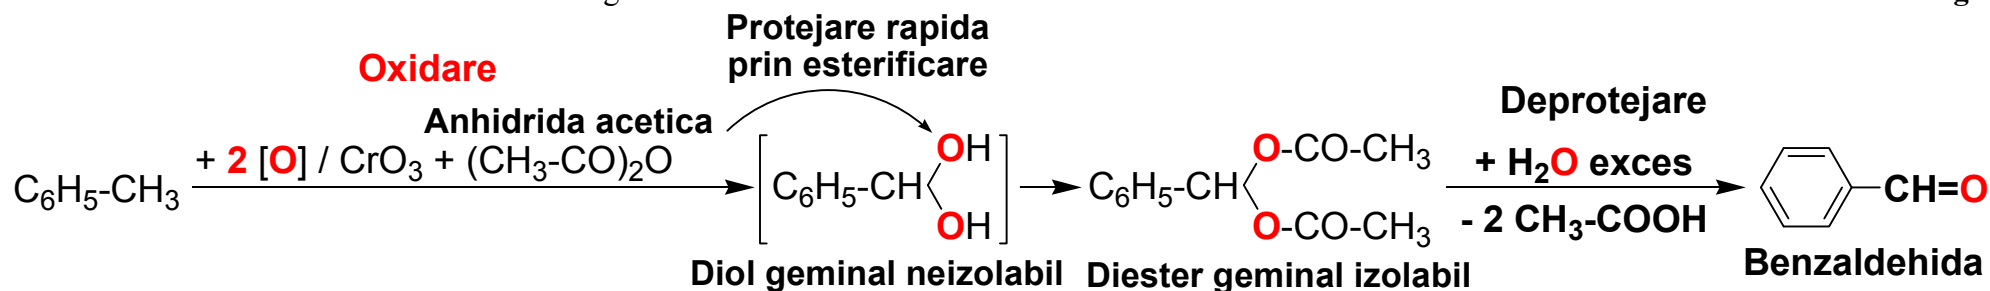 Protejare rapida
prin esterificare
Oxidare
Anhidrida acetica
Deprotejare
C6H5-CH3
+ 2 [O] / CrO3 + (CH3-CO)2O
C6H5-CH
OH
OH
C6H5-CH
O-CO-CH3
O-CO-CH3
+ H2O exces
- 2 CH3-COOH
CH=O
Diol geminal neizolabil
Diester geminal izolabil
Benzaldehida